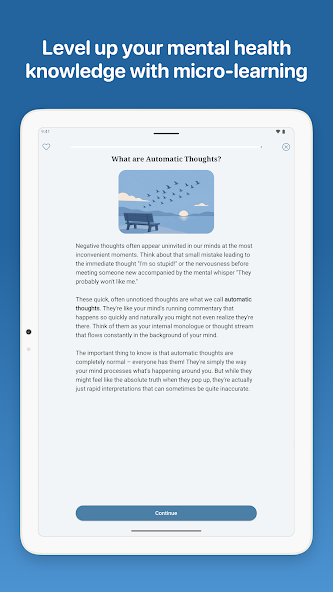 Level up your mental health
knowledge with micro-learning
9:41
What are Automatic Thoughts?
Negative thoughts often appear uninvited in our minds at the most
inconvenient moments. Think about that small mistake leading to
the immediate thought "I'm so stupid!" or the nervousness before
meeting someone new accompanied by the mental whisper "They
probably won't like me."
These quick, often unnoticed thoughts are what we call automatic
thoughts. They're like your mind's running commentary that
happens so quickly and naturally you might not even realize they're
there. Think of them as your internal monologue or thought stream
that flows constantly in the background of your mind.
The important thing to know is that automatic thoughts are
completely normal – everyone has them! They're simply the way
your mind processes what's happening around you. But while they
might feel like the absolute truth when they pop up, they're actually
just rapid interpretations that can sometimes be quite inaccurate.
Continue